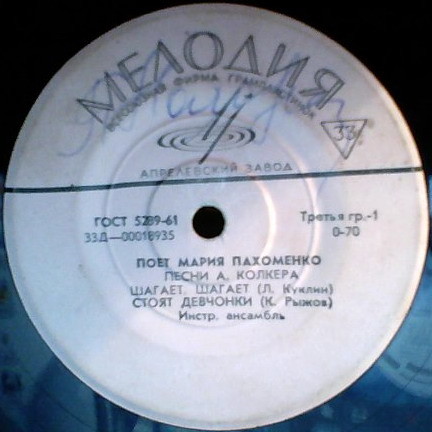 МЕЛОДИЯ
ВСЕСОЮЗНАЯ ФИРМА ГРАМПЛАСТИНОК
33
АПРЕЛЕВСКИЙ ЗАВОД
ГОСТ 5289-61
Третья гр.-1
33Д—00018935
0-70
ПОЕТ МАРИЯ ПАХОМЕНКО
ПЕСНИ А. КОЛКЕРА
ШАГАЕТ, ШАГАЕТ (Л. Куклин)
СТОЯТ ДЕВЧОНКИ (К. Рыжов)
Инстр. ансамбль